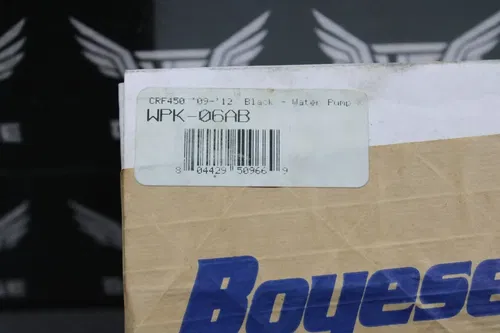 CRF450 '09-'12 Black - Water Pump
WPK-06AB
8 04429 50966 9
Boyese